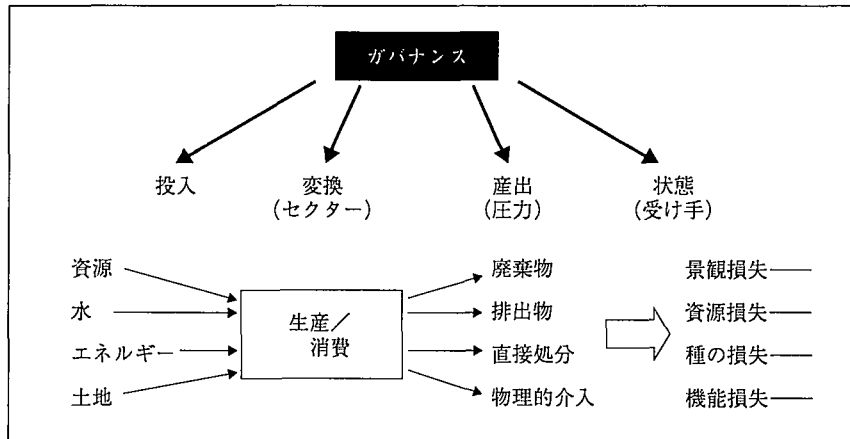 ガバナンス
投入
変換
(セクター)
産出
(圧力)
状態
(受け手)
資源
水
エネルギー
土地
生産／
消費
廃棄物
排出物
直接処分
物理的介入
景観損失
資源損失
種の損失
機能損失